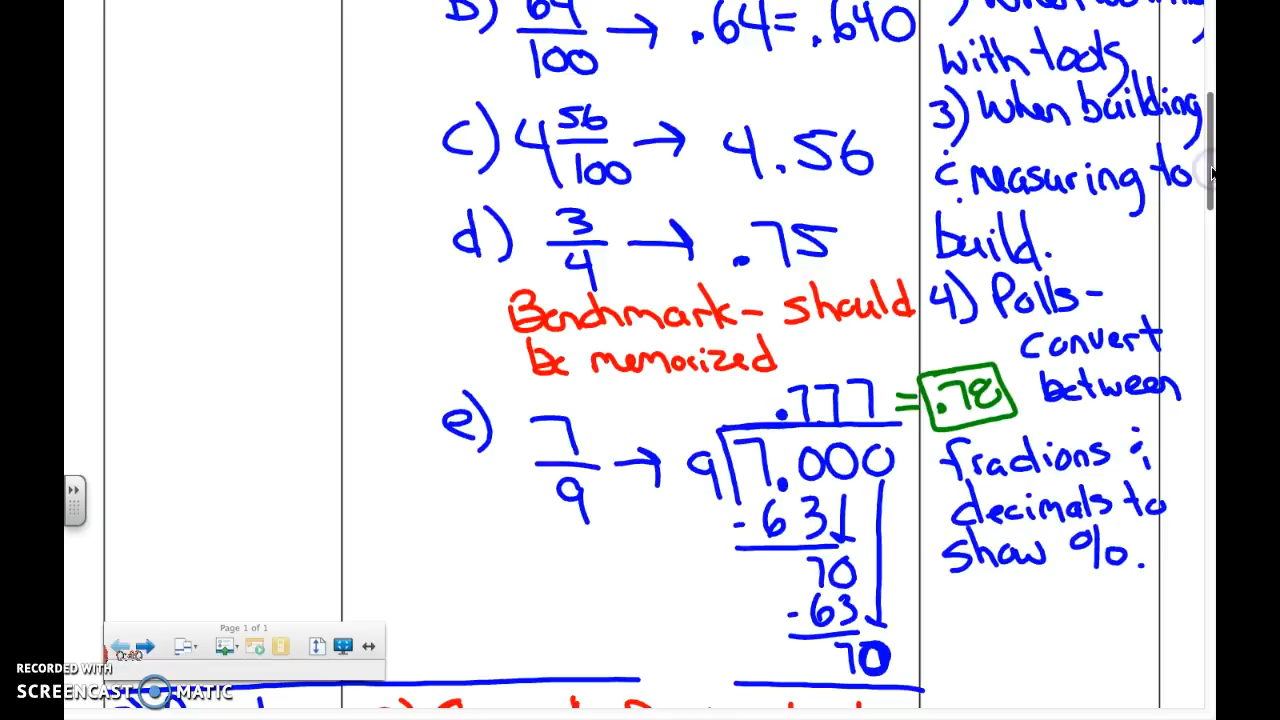 B) 64/100 → .64 = .640
c) 4 56/100 → 4.56
d) 3/4 → .75
Benchmark - should
be memorized
e) 7/9 → 9
.777 = .78
7.000
- 63
70
- 63
70
with tools
3) When building
& measuring to
build.
4) Polls -
convert
between
fractions &
decimals to
show %.
Page 1 of 1
0:40
RECORDED WITH
SCREENCAST MATIC